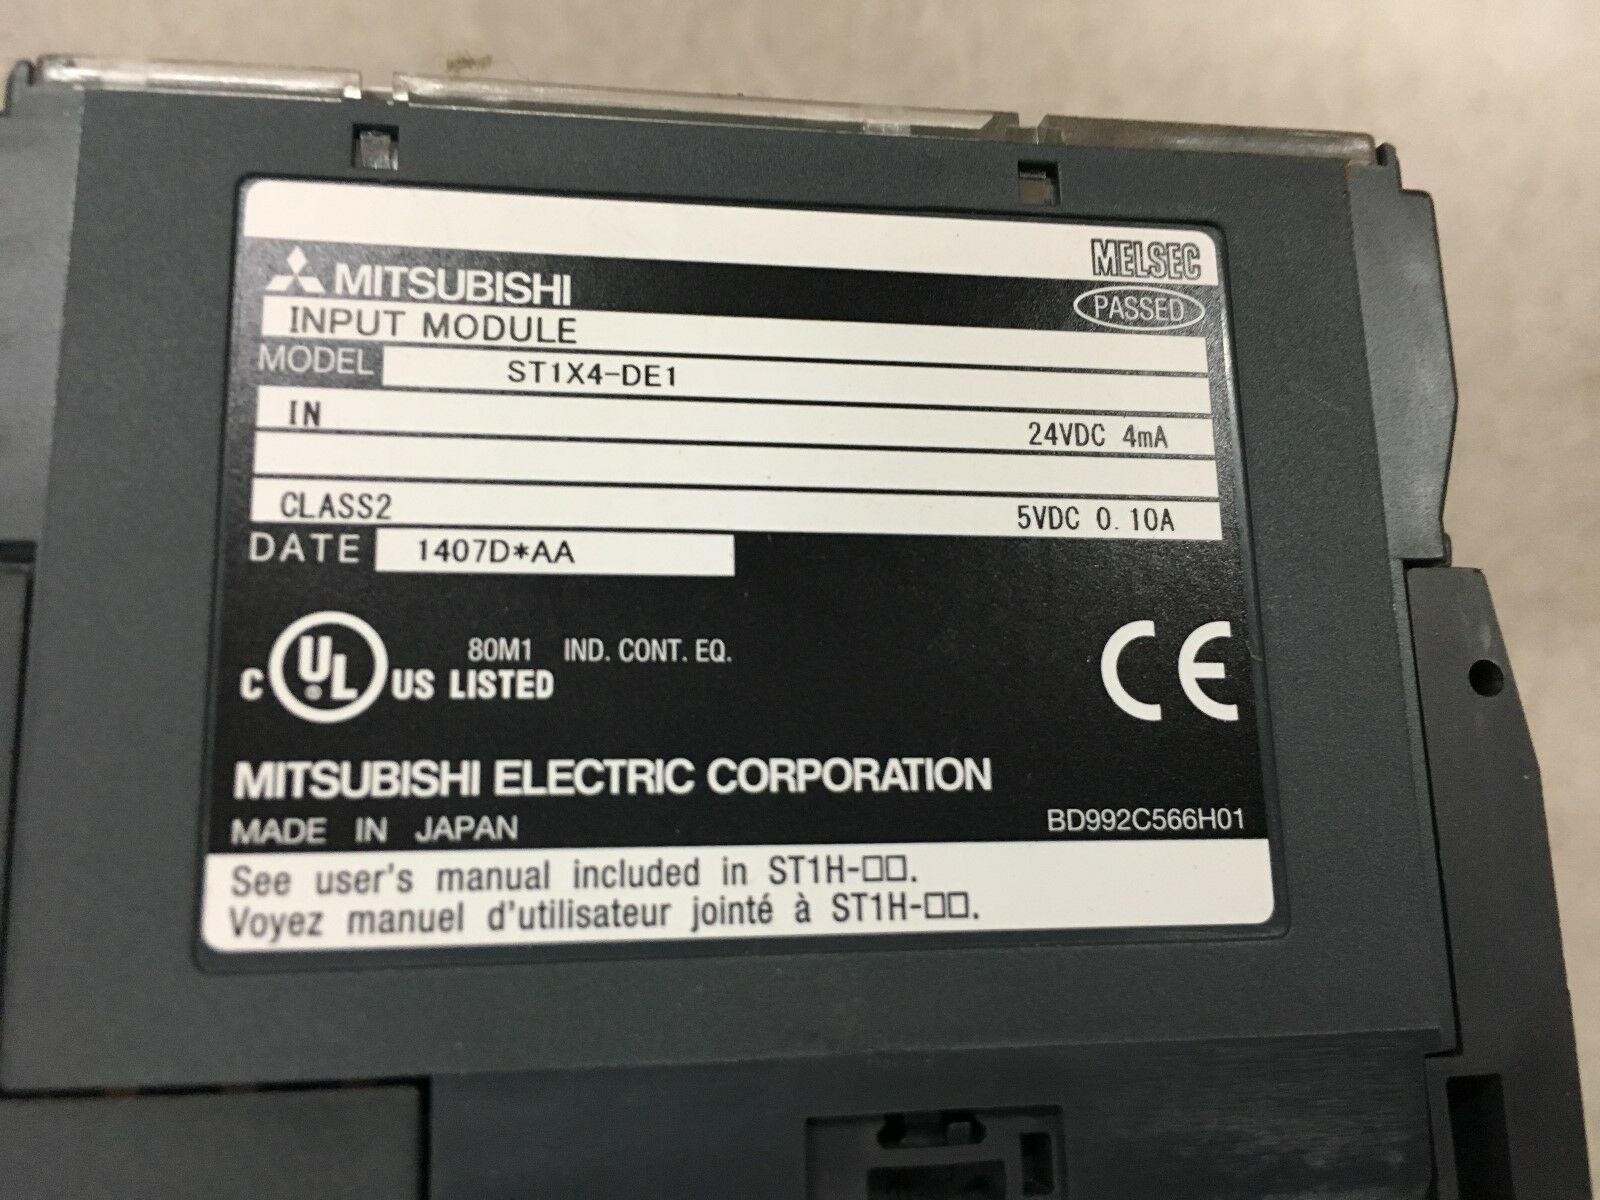 MELSEC
MITSUBISHI
PASSED
INPUT MODULE
MODEL ST1X4-DE1
IN 24VDC 4mA
CLASS2 5VDC 0.10A
DATE 1407D*AA
C UL ® US LISTED 80M1 IND. CONT. EQ.
CE
MITSUBISHI ELECTRIC CORPORATION
MADE IN JAPAN BD992C566H01
See user's manual included in ST1H-□□.
Voyez manuel d'utilisateur jointé à ST1H-□□.